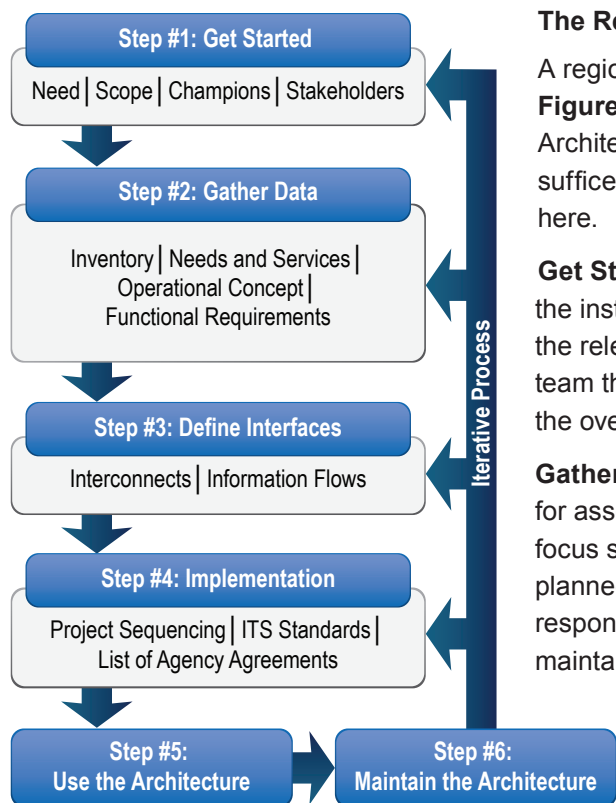 Step #1: Get Started
Need | Scope | Champions | Stakeholders
Step #2: Gather Data
Inventory | Needs and Services |
Operational Concept |
Functional Requirements
Step #3: Define Interfaces
Interconnects | Information Flows
Step #4: Implementation
Project Sequencing | ITS Standards |
List of Agency Agreements
Step #5:
Use the Architecture
Step #6:
Maintain the Architecture
Iterative Process
The Re
A regio
Figure
Archite
suffice
here.
Get St
the inst
the rele
team th
the ove
Gather
for ass
focus s
planne
respon
mainta